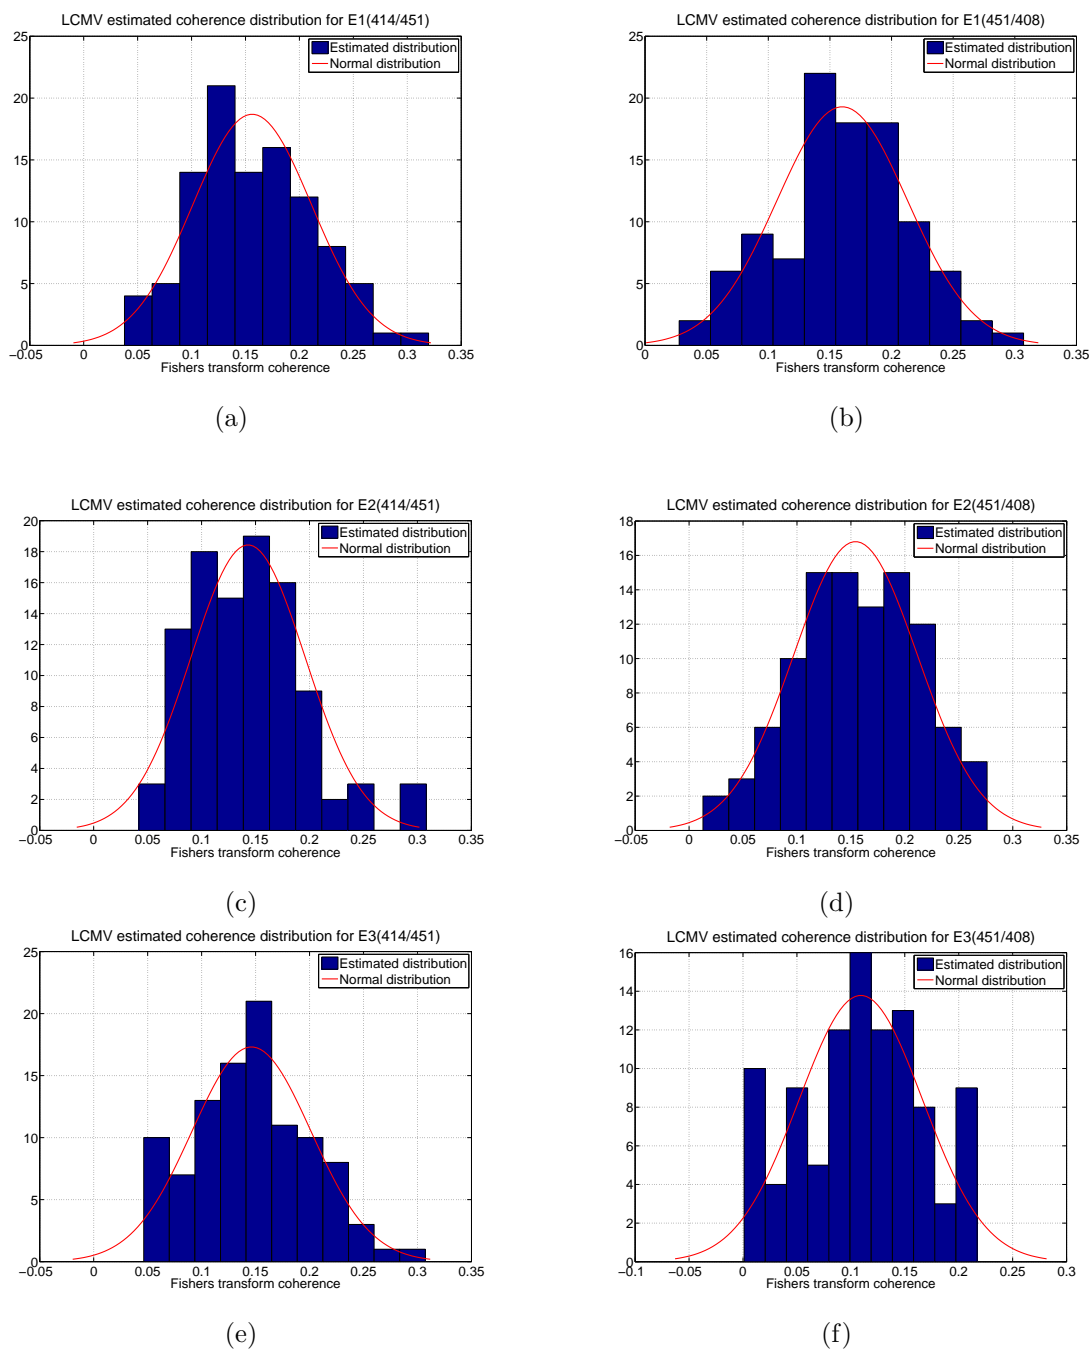 LCMV estimated coherence distribution for E1(414/451)
25
20
15
10
5
0
Estimated distribution
Normal distribution
−0.05 0 0.05 0.1 0.15 0.2 0.25 0.3 0.35
Fishers transform coherence
(a)
LCMV estimated coherence distribution for E1(451/408)
25
20
15
10
5
0
Estimated distribution
Normal distribution
0 0.05 0.1 0.15 0.2 0.25 0.3 0.35
Fishers transform coherence
(b)
LCMV estimated coherence distribution for E2(414/451)
20
18
16
14
12
10
8
6
4
2
0
Estimated distribution
Normal distribution
−0.05 0 0.05 0.1 0.15 0.2 0.25 0.3 0.35
Fishers transform coherence
(c)
LCMV estimated coherence distribution for E2(451/408)
18
16
14
12
10
8
6
4
2
0
Estimated distribution
Normal distribution
−0.05 0 0.05 0.1 0.15 0.2 0.25 0.3 0.35
Fishers transform coherence
(d)
LCMV estimated coherence distribution for E3(414/451)
25
20
15
10
5
0
Estimated distribution
Normal distribution
−0.05 0 0.05 0.1 0.15 0.2 0.25 0.3 0.35
Fishers transform coherence
(e)
LCMV estimated coherence distribution for E3(451/408)
16
14
12
10
8
6
4
2
0
Estimated distribution
Normal distribution
−0.1 −0.05 0 0.05 0.1 0.15 0.2 0.25 0.3
Fishers transform coherence
(f)